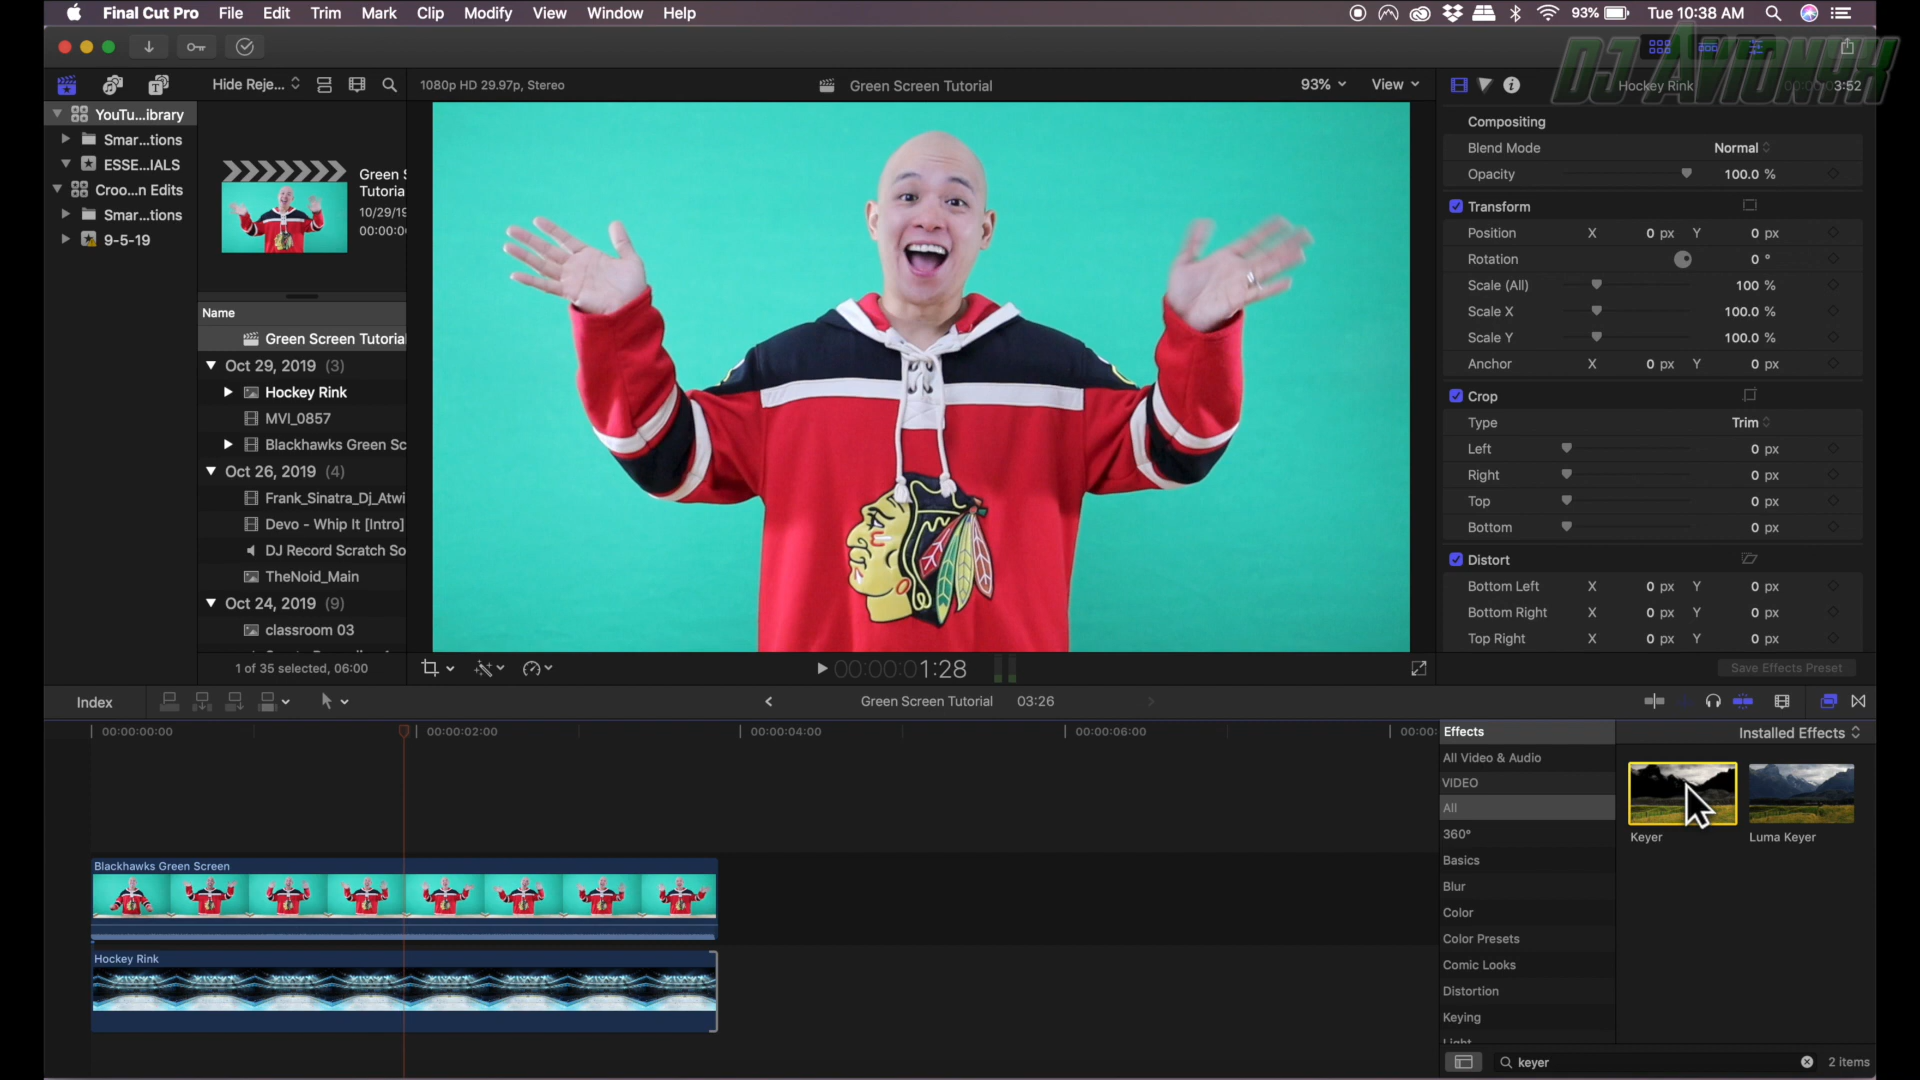 Final Cut Pro File Edit Trim Mark Clip Modify View Window Help 93% Tue 10:38 AM
DJ AVIONYX
Hide Reje... 1080p HD 29.97p, Stereo Green Screen Tutorial 93% View Hockey Rink 3:52
YouTu...ibrary
Smar...tions
ESSE...IALS
Croo...n Edits
Smar...tions
9-5-19
Green S
Tutoria
10/29/19
00:00:00
Name
Green Screen Tutorial
Oct 29, 2019 (3)
Hockey Rink
MVI_0857
Blackhawks Green Sc
Oct 26, 2019 (4)
Frank_Sinatra_Dj_Atwi
Devo - Whip It [Intro]
DJ Record Scratch So
TheNoid_Main
Oct 24, 2019 (9)
classroom 03
1 of 35 selected, 06:00
00:00:01:28
Compositing
Blend Mode Normal
Opacity 100.0 %
Transform
Position X 0 px Y 0 px
Rotation 0 °
Scale (All) 100 %
Scale X 100.0 %
Scale Y 100.0 %
Anchor X 0 px Y 0 px
Crop
Type Trim
Left 0 px
Right 0 px
Top 0 px
Bottom 0 px
Distort
Bottom Left X 0 px Y 0 px
Bottom Right X 0 px Y 0 px
Top Right X 0 px Y 0 px
Save Effects Preset
Index Green Screen Tutorial 03:26
00:00:00:00 00:00:02:00 00:00:04:00 00:00:06:00 00:00:
Blackhawks Green Screen
Hockey Rink
Effects Installed Effects
All Video & Audio
VIDEO
All
360°
Basics
Blur
Color
Color Presets
Comic Looks
Distortion
Keying
Light
Keyer Luma Keyer
keyer 2 items